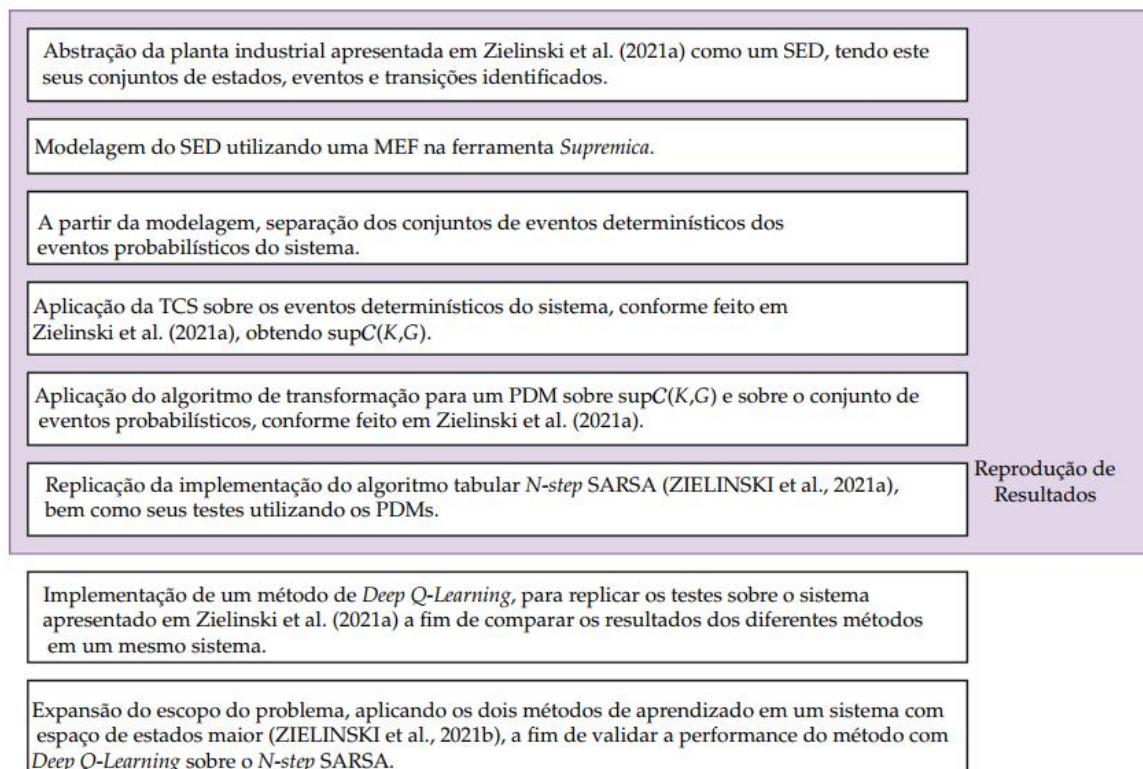 Abstração da planta industrial apresentada em Zielinski et al. (2021a) como um SED, tendo este
seus conjuntos de estados, eventos e transições identificados.
Modelagem do SED utilizando uma MEF na ferramenta Supremica.
A partir da modelagem, separação dos conjuntos de eventos determinísticos dos
eventos probabilísticos do sistema.
Aplicação da TCS sobre os eventos determinísticos do sistema, conforme feito em
Zielinski et al. (2021a), obtendo supC(K,G).
Aplicação do algoritmo de transformação para um PDM sobre supC(K,G) e sobre o conjunto de
eventos probabilísticos, conforme feito em Zielinski et al. (2021a).
Replicação da implementação do algoritmo tabular N-step SARSA (ZIELINSKI et al., 2021a),
bem como seus testes utilizando os PDMs.
Reprodução de
Resultados
Implementação de um método de Deep Q-Learning, para replicar os testes sobre o sistema
apresentado em Zielinski et al. (2021a) a fim de comparar os resultados dos diferentes métodos
em um mesmo sistema.
Expansão do escopo do problema, aplicando os dois métodos de aprendizado em um sistema com
espaço de estados maior (ZIELINSKI et al., 2021b), a fim de validar a performance do método com
Deep Q-Learning sobre o N-step SARSA.